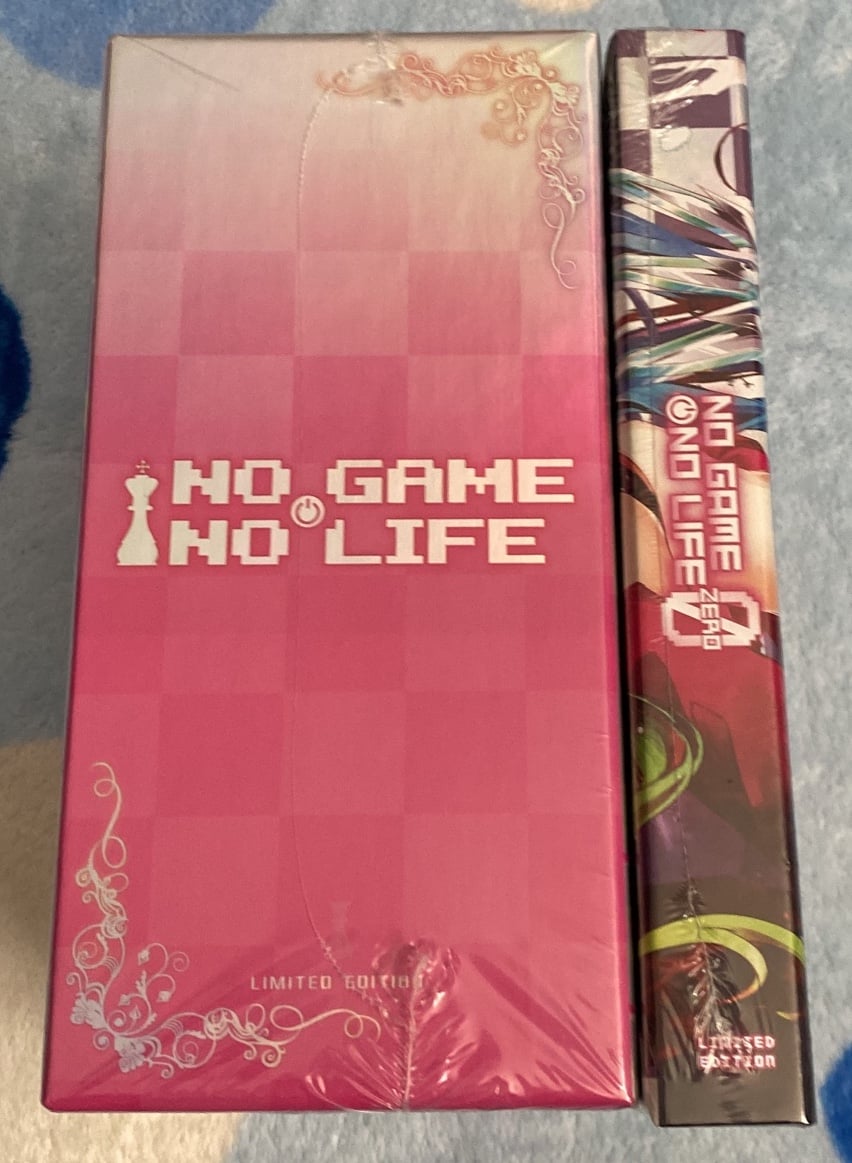 NO GAME
NO LIFE
LIMITED EDITION
NO GAME
NO LIFE
ZERO
LIMITED
EDITION